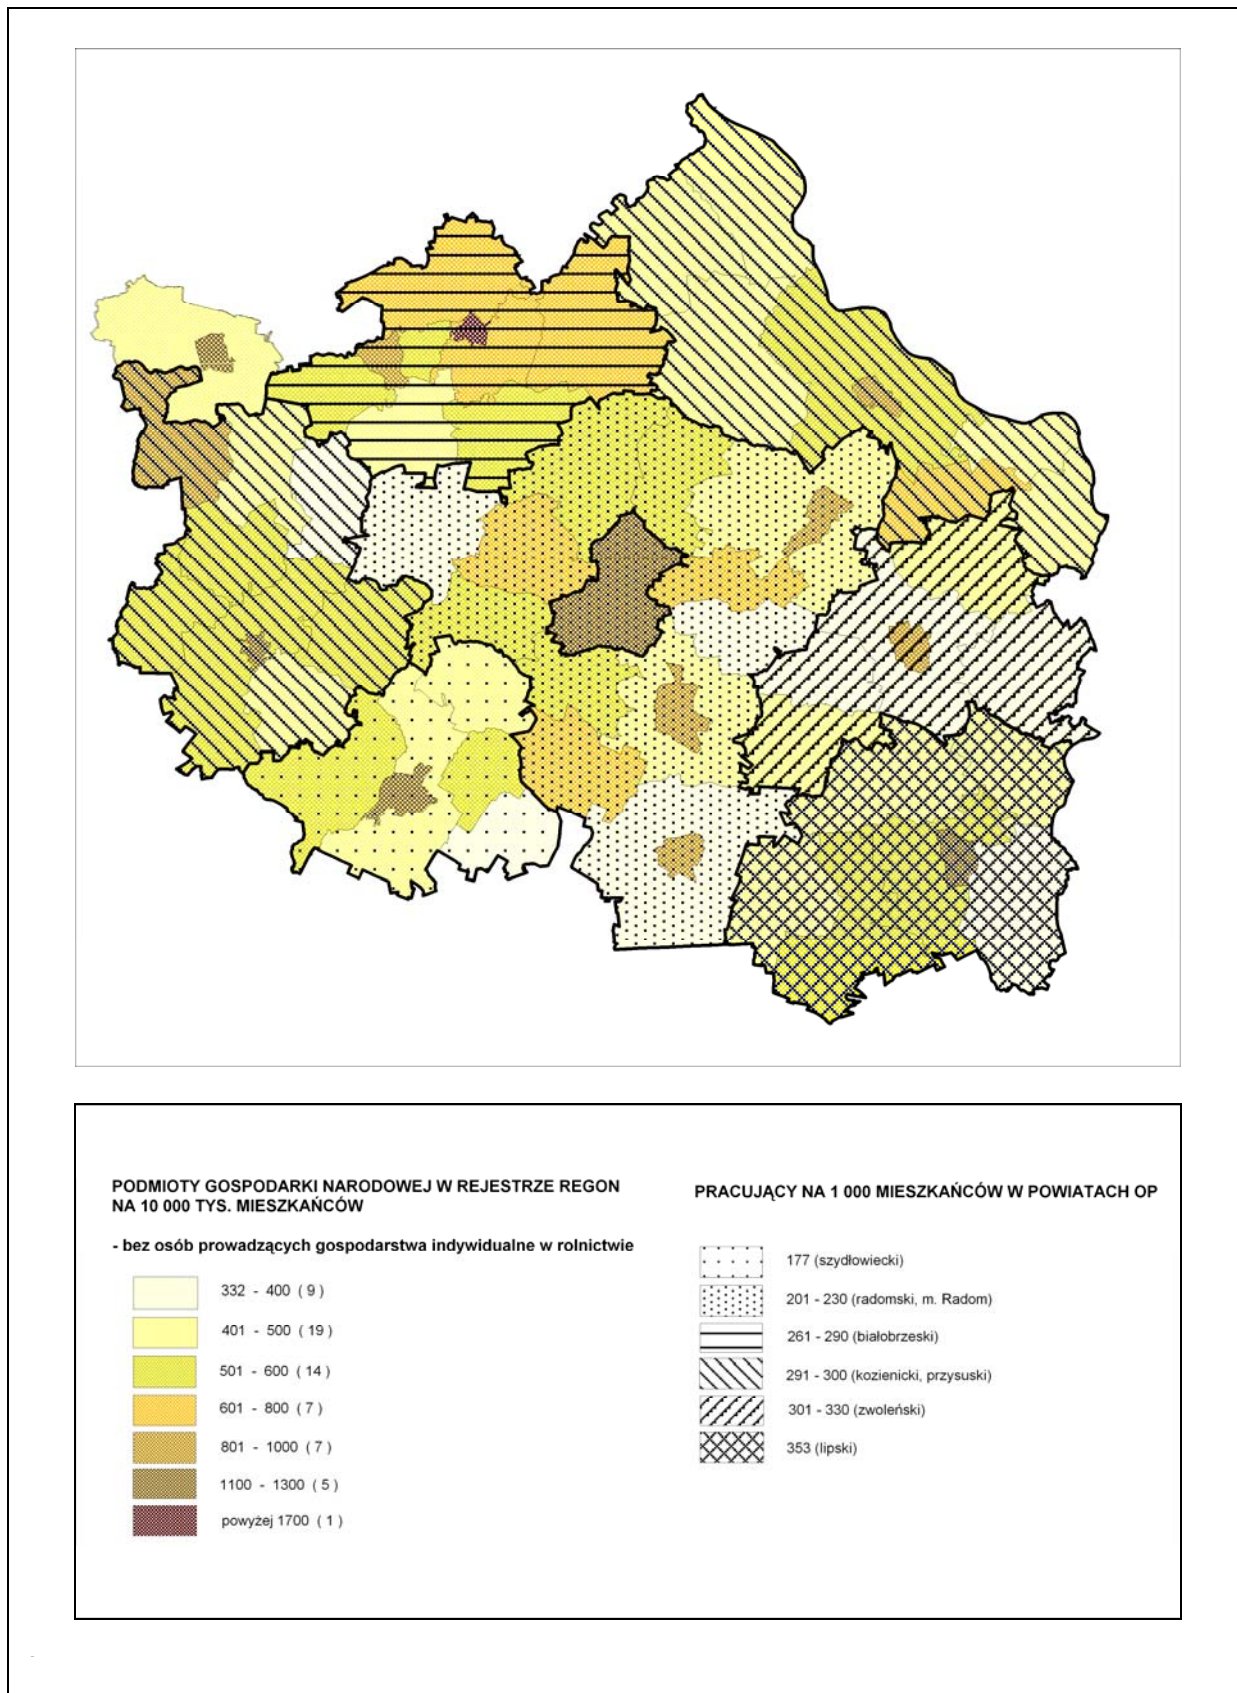 PODMIOTY GOSPODARKI NARODOWEJ W REJESTRZE REGON
NA 10 000 TYS. MIESZKAŃCÓW
- bez osób prowadzących gospodarstwa indywidualne w rolnictwie
332 - 400 ( 9 )
401 - 500 ( 19 )
501 - 600 ( 14 )
601 - 800 ( 7 )
801 - 1000 ( 7 )
1100 - 1300 ( 5 )
powyżej 1700 ( 1 )
PRACUJĄCY NA 1 000 MIESZKAŃCÓW W POWIATACH OP
177 (szydłowiecki)
201 - 230 (radomski, m. Radom)
261 - 290 (białobrzeski)
291 - 300 (kozienicki, przysuski)
301 - 330 (zwoleński)
353 (lipski)